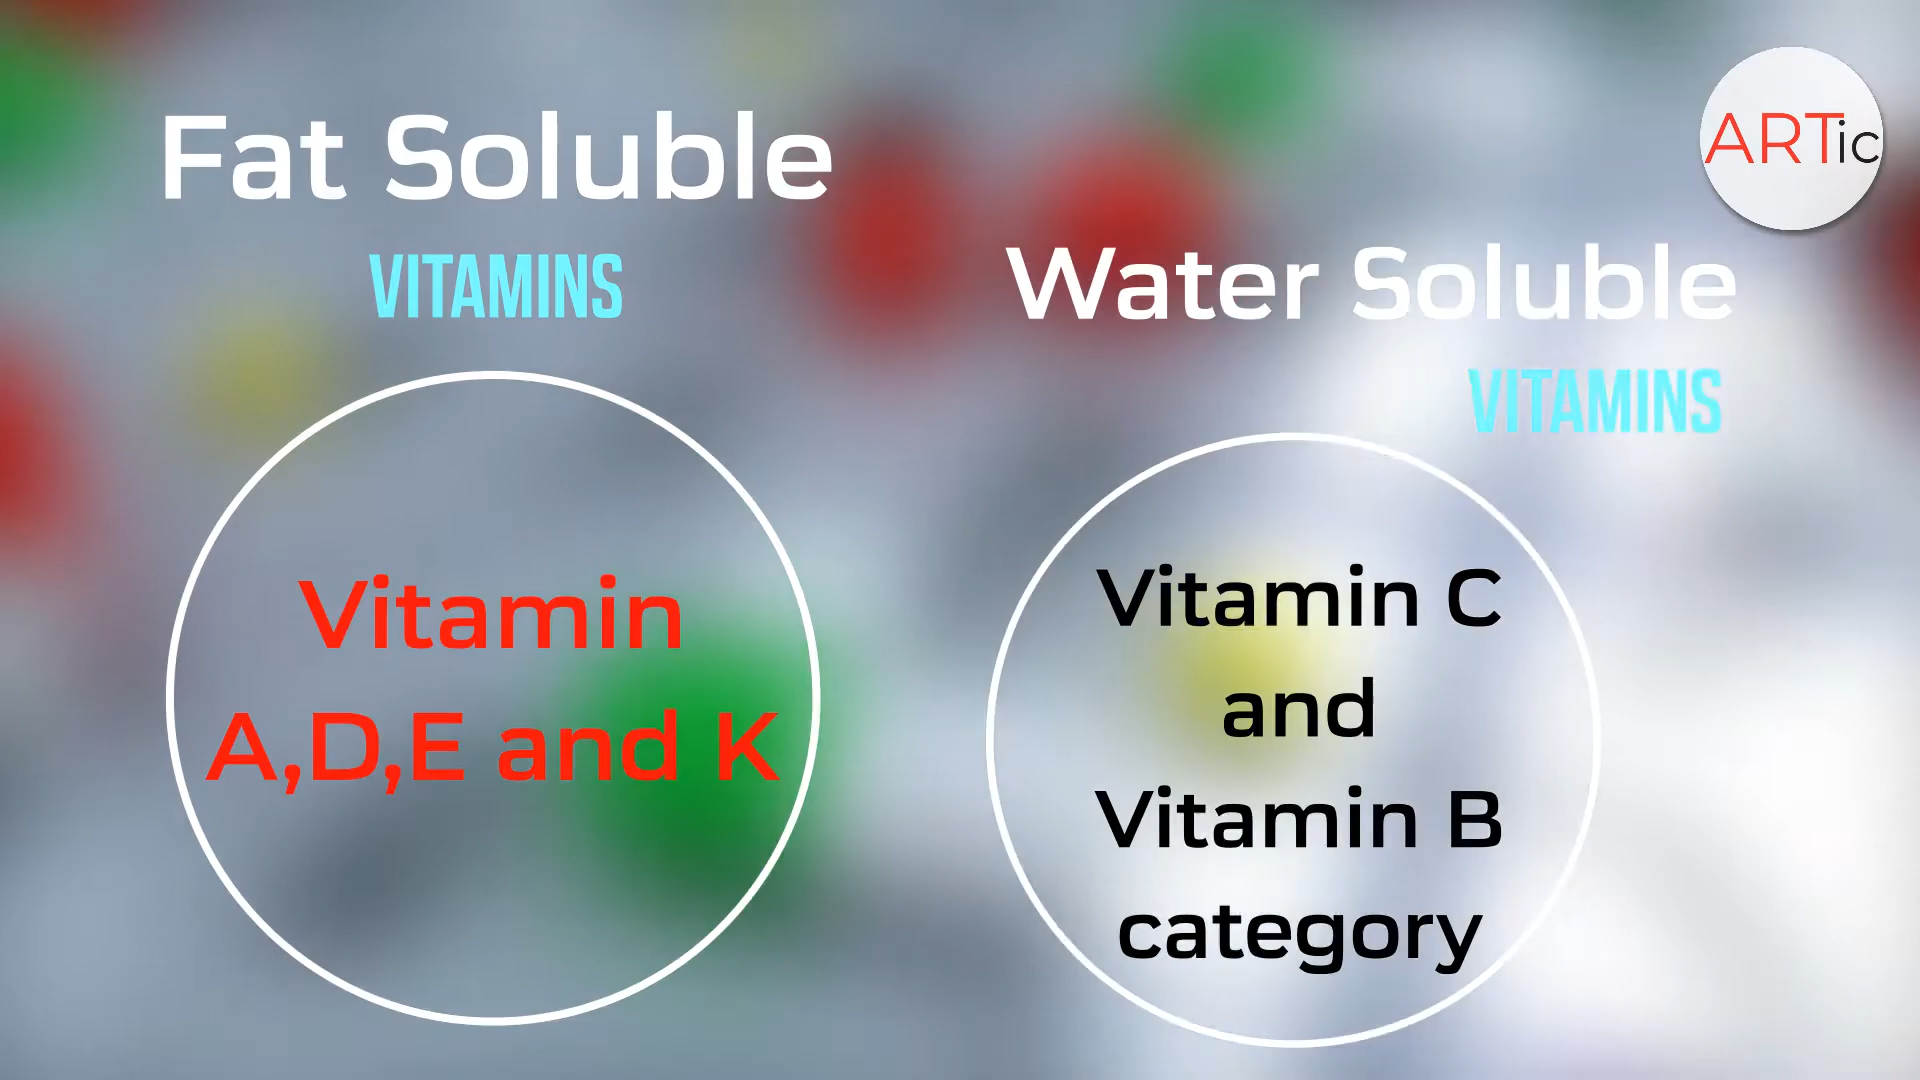 Fat Soluble
VITAMINS
Vitamin
A,D,E and K
ARTic
Water Soluble
VITAMINS
Vitamin C
and
Vitamin B
category